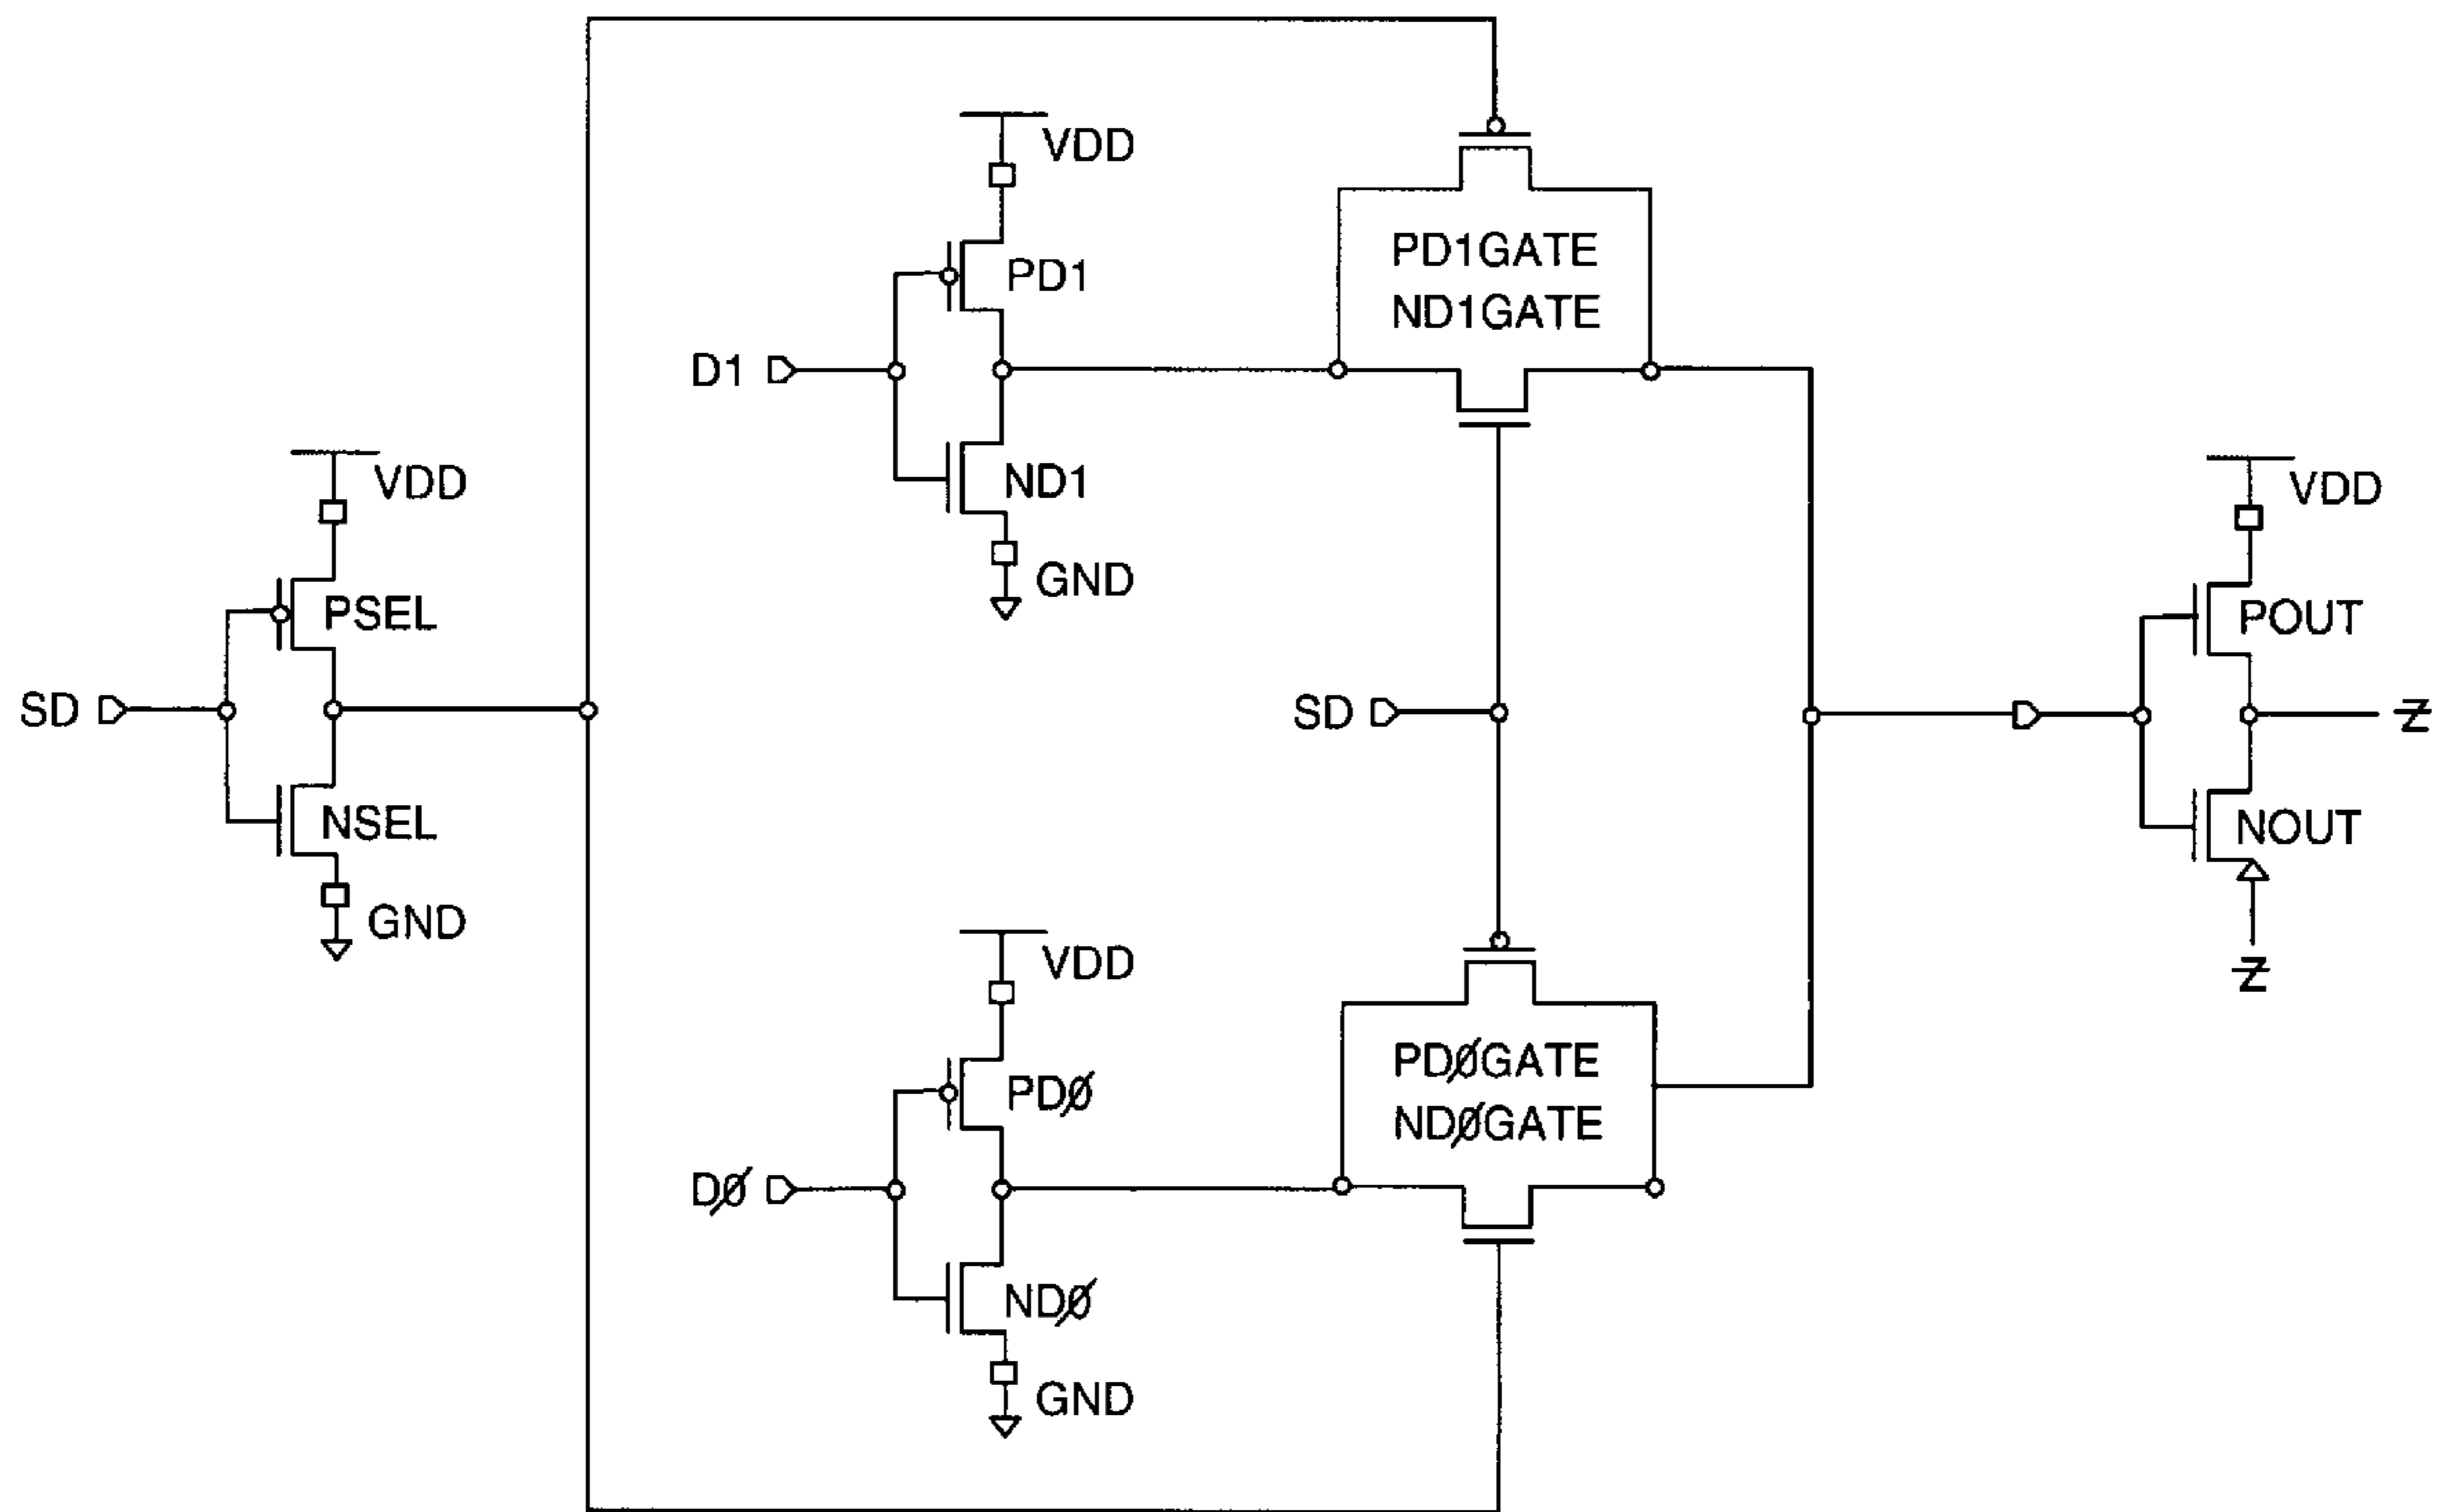 VDD
PD1GATE
ND1GATE
PD1
D1
ND1
GND
VDD
PSEL
SD
NSEL
GND
SD
VDD
POUT
Z
NOUT
Z
VDD
PDØGATE
NDØGATE
PDØ
DØ
NDØ
GND